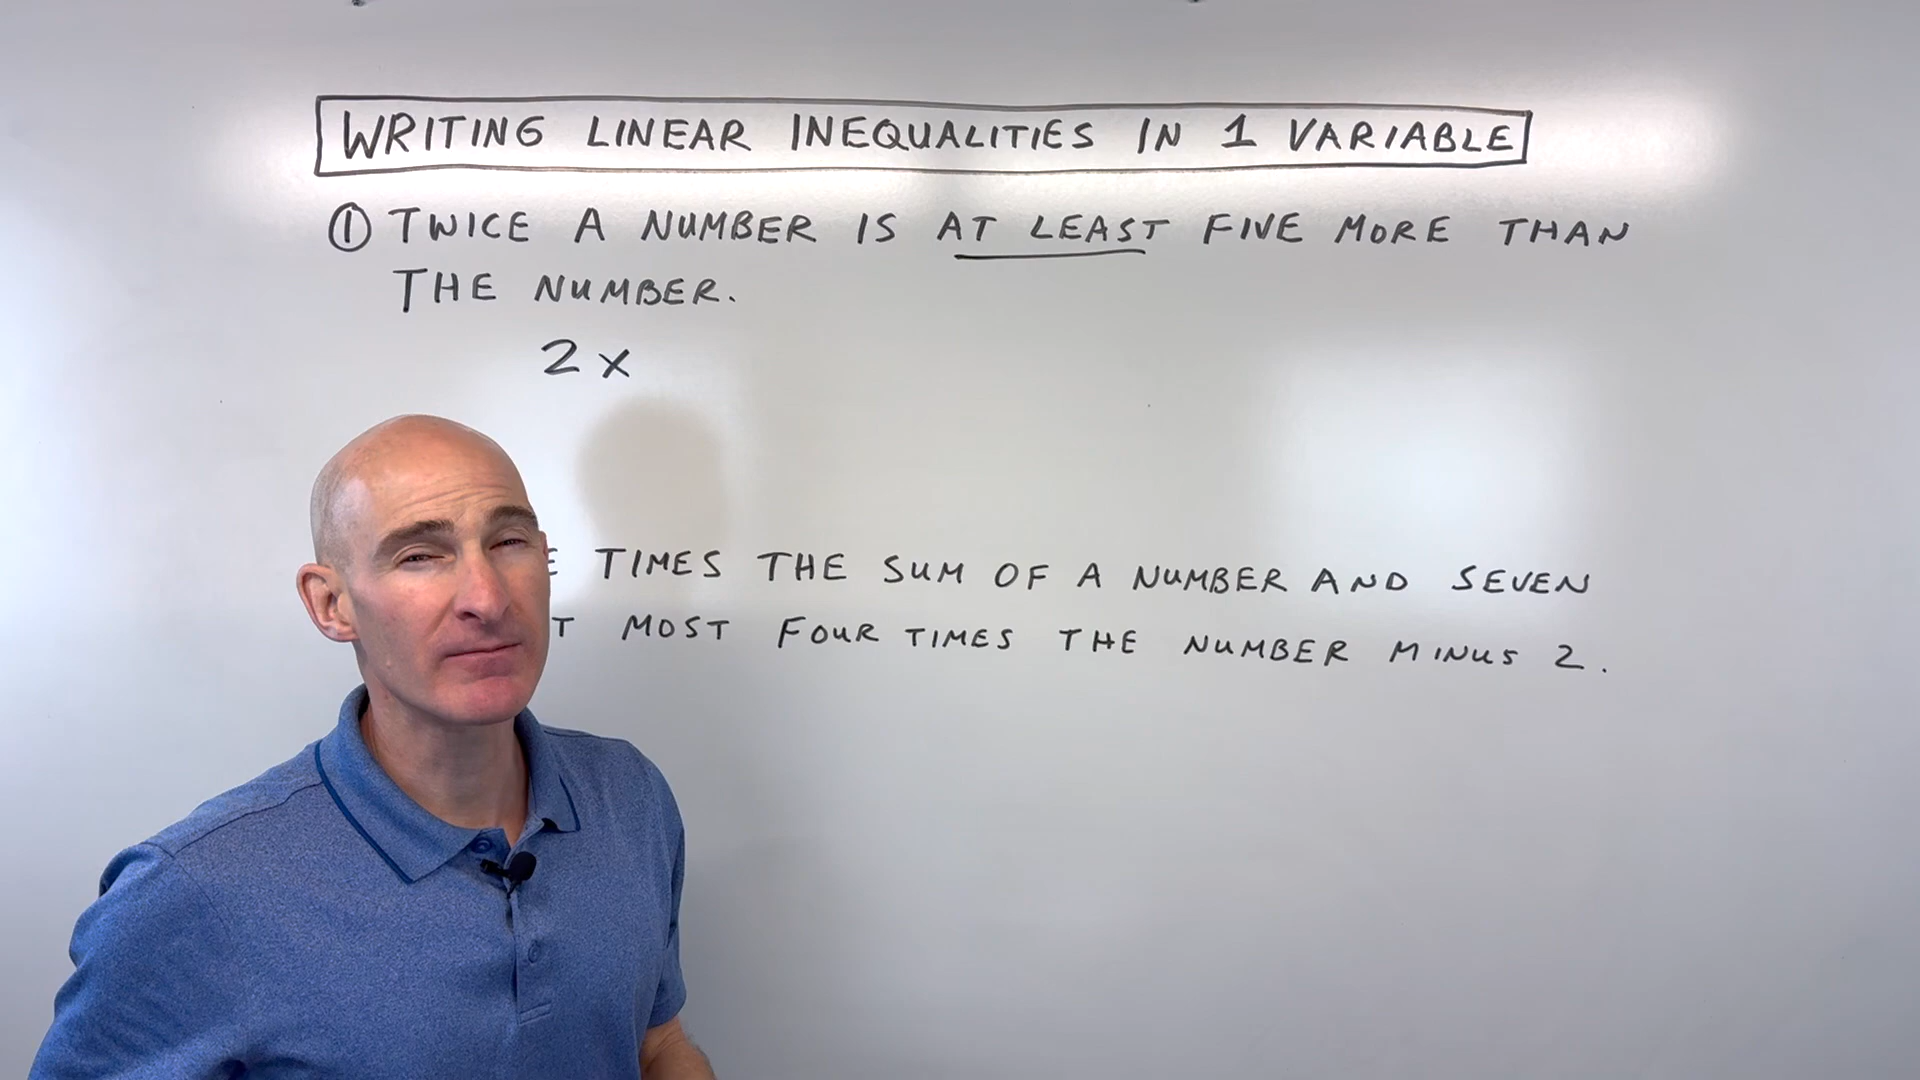 WRITING LINEAR INEQUALITIES IN 1 VARIABLE
① TWICE A NUMBER IS AT LEAST FIVE MORE THAN
THE NUMBER.
2x
TIMES THE SUM OF A NUMBER AND SEVEN
MOST FOUR TIMES THE NUMBER MINUS 2.